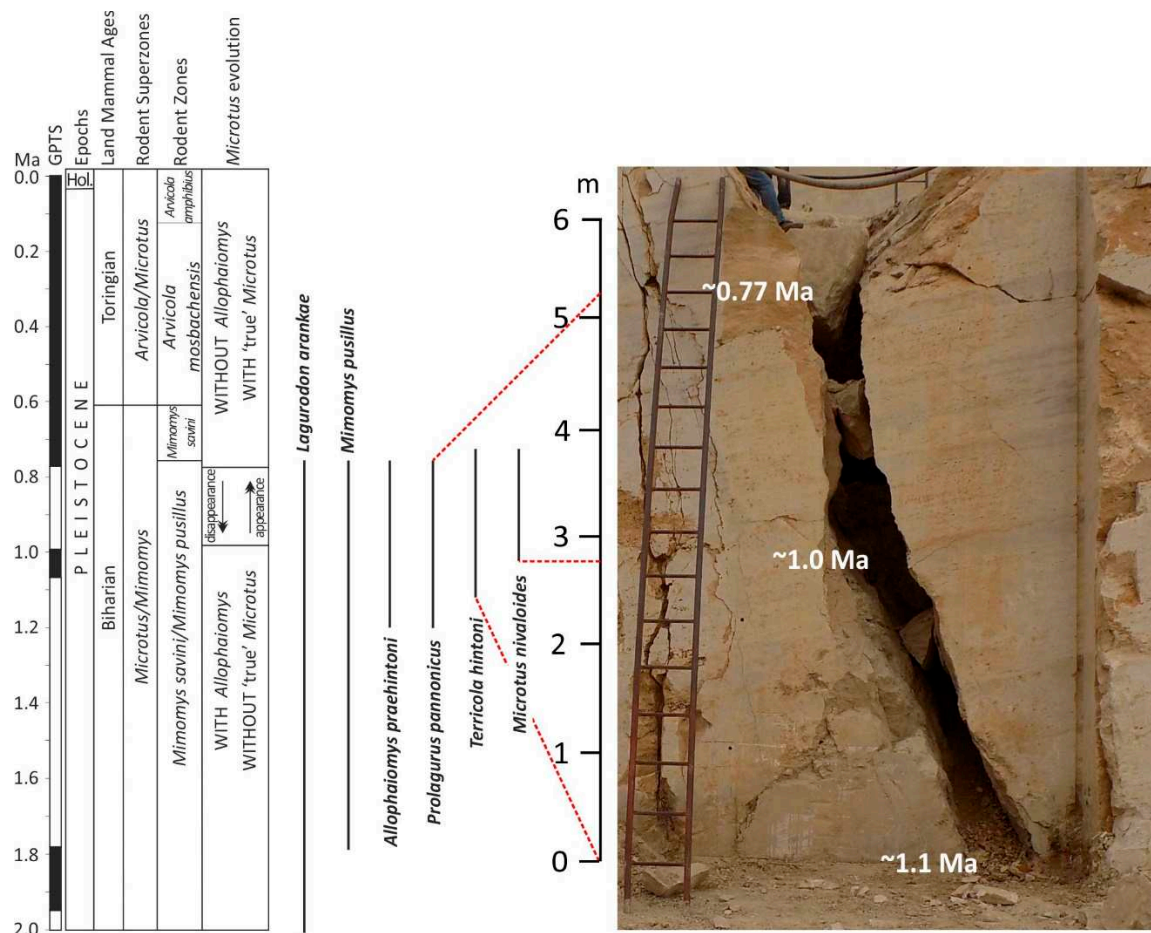 Ma
GPTS
Epochs
Land Mammal Ages
Rodent Superzones
Rodent Zones
Microtus evolution
0.0
0.2
0.4
0.6
0.8
1.0
1.2
1.4
1.6
1.8
2.0
Hol.
PLEISTOCENE
Toringian
Biharian
Arvicola/Microtus
Microtus/Mimomys
Arvicola
amphibius
Arvicola
mosbachensis
Mimomys
savini
Mimomys savini/Mimomys pusillus
WITHOUT Allophaiomys
WITH ‘true’ Microtus
disappearance
appearance
WITH Allophaiomys
WITHOUT ‘true’ Microtus
Lagurodon arankae
Mimomys pusillus
Allophaiomys praehintoni
Prolagurus pannonicus
Terricola hintoni
Microtus nivaloides
m
6
5
4
3
2
1
0
~0.77 Ma
~1.0 Ma
~1.1 Ma